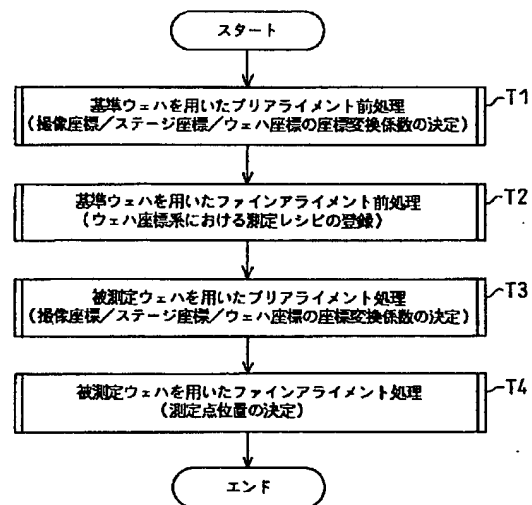 スタート
基準ウェハを用いたプリアライメント前処理
(撮像座標/ステージ座標/ウェハ座標の座標変換係数の決定)
T1
基準ウェハを用いたファインアライメント前処理
(ウェハ座標系における測定レシピの登録)
T2
被測定ウェハを用いたプリアライメント処理
(撮像座標/ステージ座標/ウェハ座標の座標変換係数の決定)
T3
被測定ウェハを用いたファインアライメント処理
(測定点位置の決定)
T4
エンド